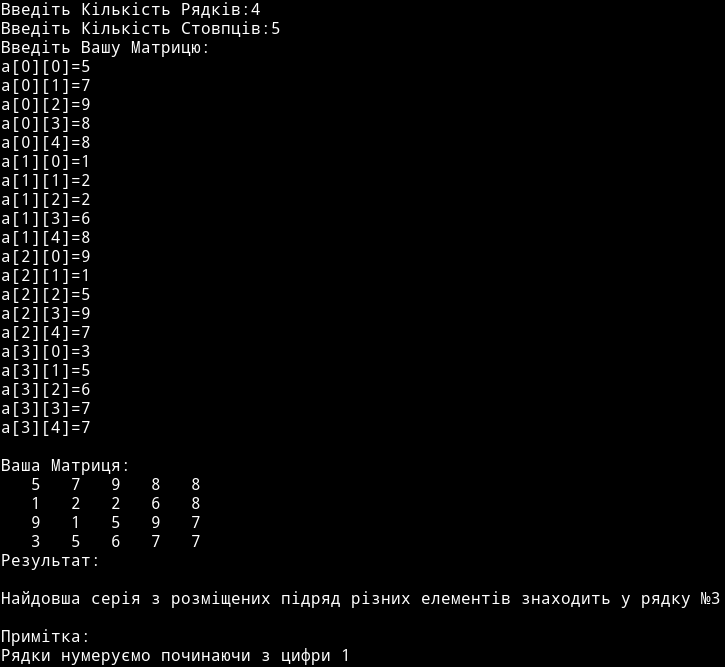 Введіть Кількість Рядків:4
Введіть Кількість Стовпців:5
Введіть Вашу Матрицю:
a[0][0]=5
a[0][1]=7
a[0][2]=9
a[0][3]=8
a[0][4]=8
a[1][0]=1
a[1][1]=2
a[1][2]=2
a[1][3]=6
a[1][4]=8
a[2][0]=9
a[2][1]=1
a[2][2]=5
a[2][3]=9
a[2][4]=7
a[3][0]=3
a[3][1]=5
a[3][2]=6
a[3][3]=7
a[3][4]=7
Ваша Матриця:
5 7 9 8 8
1 2 2 6 8
9 1 5 9 7
3 5 6 7 7
Результат:
Найдовша серія з розміщених підряд різних елементів знаходить у рядку №3
Примітка:
Рядки нумеруємо починаючи з цифри 1